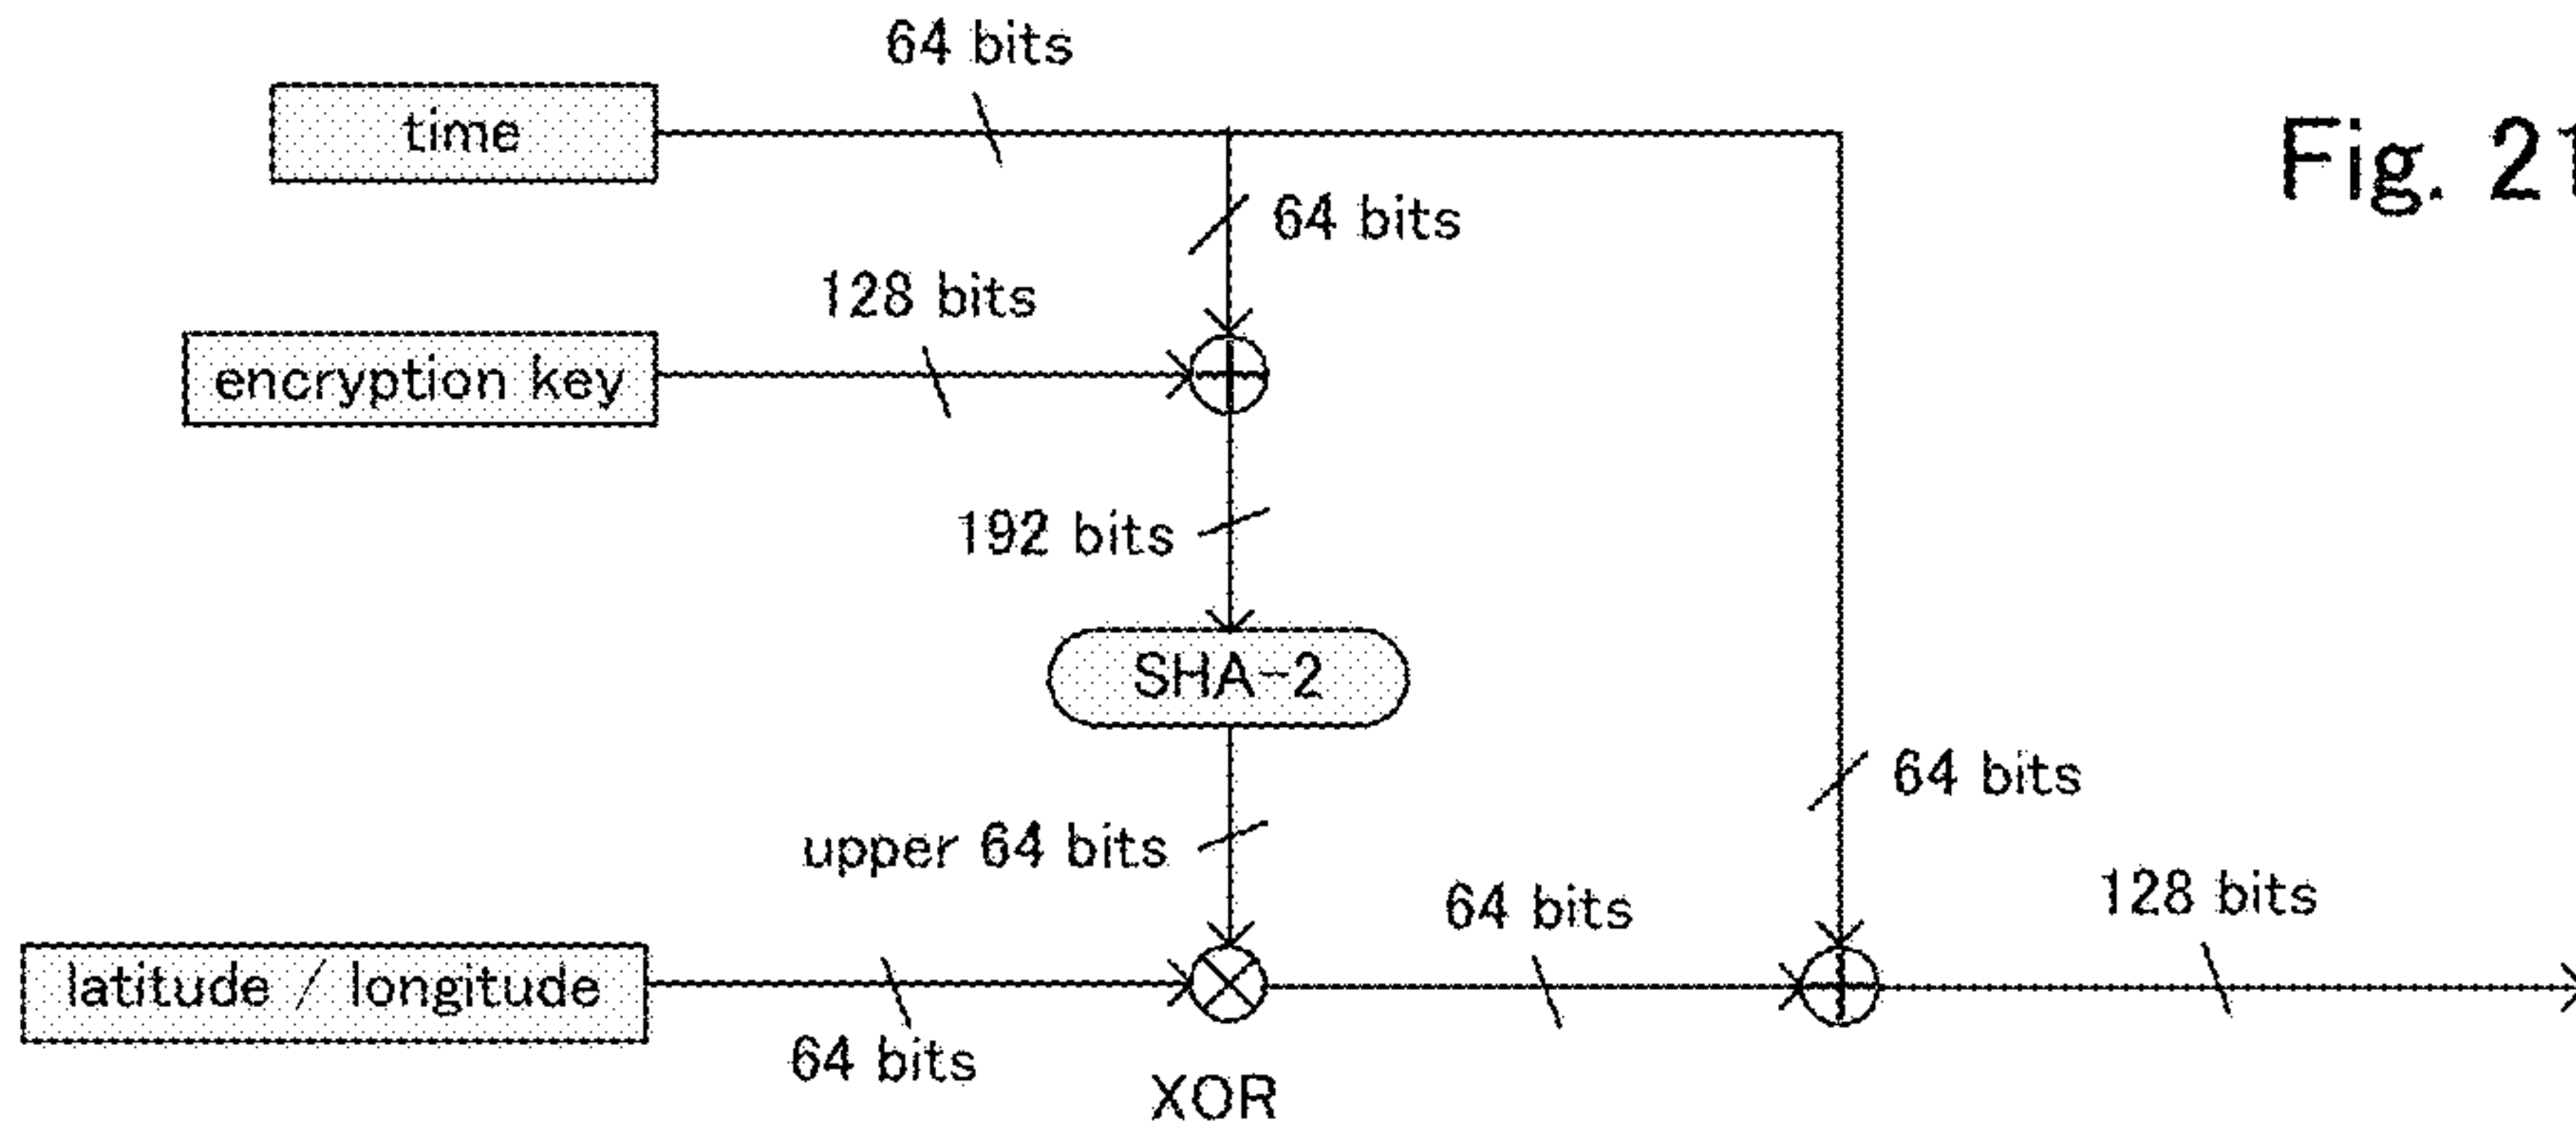 64 bits
time
Fig. 21
64 bits
128 bits
encryption key
192 bits
SHA-2
64 bits
upper 64 bits
64 bits
128 bits
latitude / longitude
64 bits
XOR